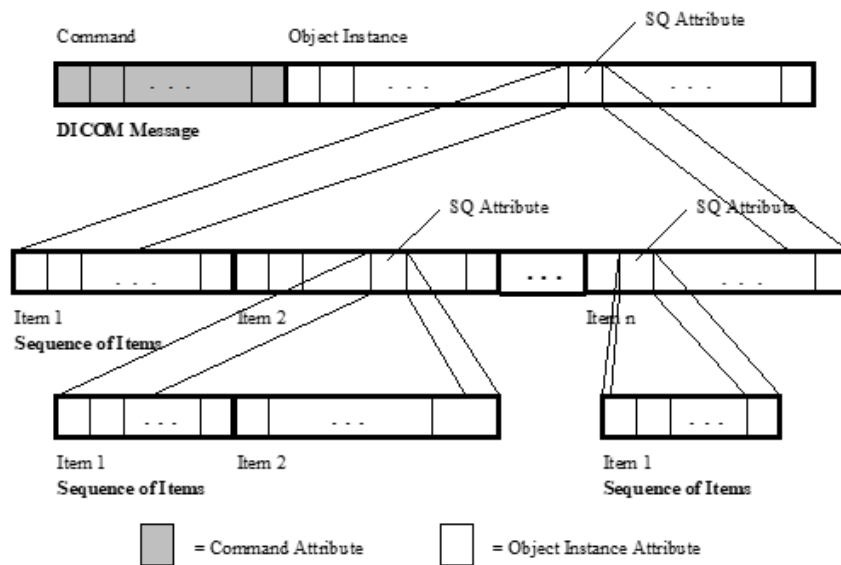 SQ Attribute
Command
Object Instance
. . .
. . .
. . .
DICOM Message
SQ Attribute
SQ Attribute
. . .
. . .
. . .
Item 1
Item 2
Item n
Sequence of Items
. . .
. . .
. . .
Item 1
Item 2
Item 1
Sequence of Items
Sequence of Items
= Command Attribute
= Object Instance Attribute